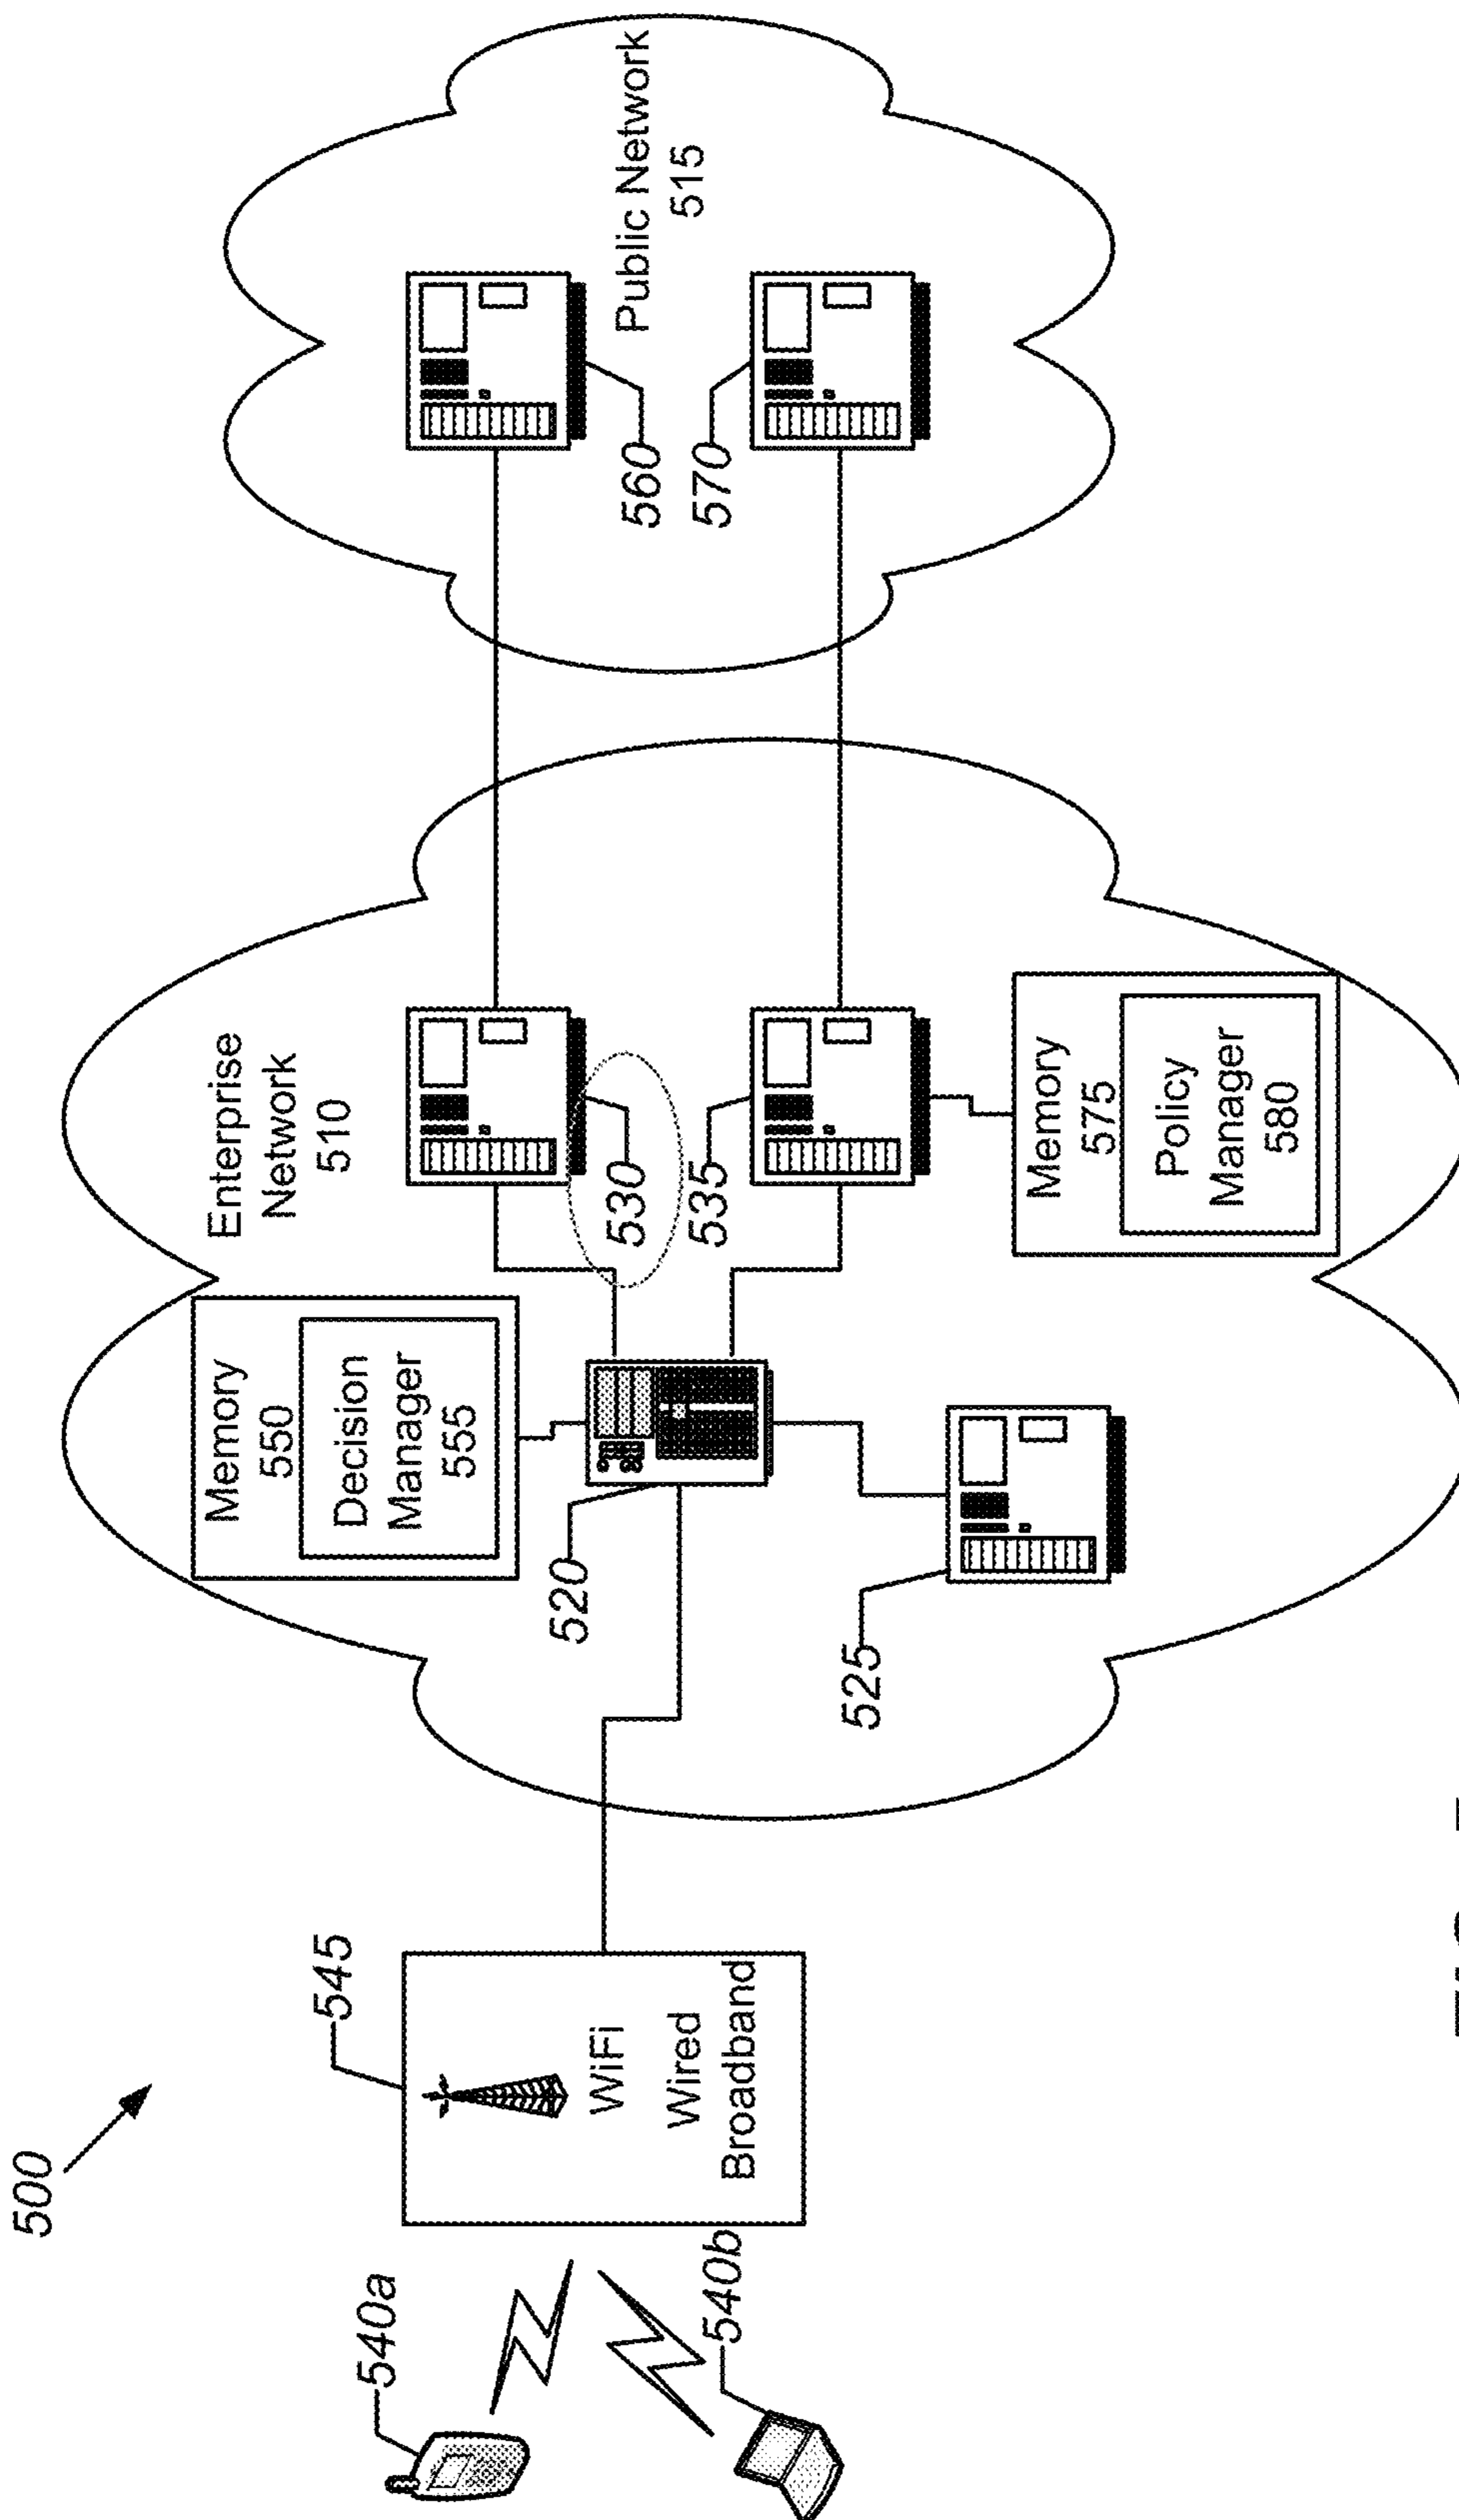 500
540a
540b
545
WiFi
Wired
Broadband
Enterprise
Network
510
Memory
550
Decision
Manager
555
520
525
530
535
Memory
575
Policy
Manager
580
Public Network
515
560
570